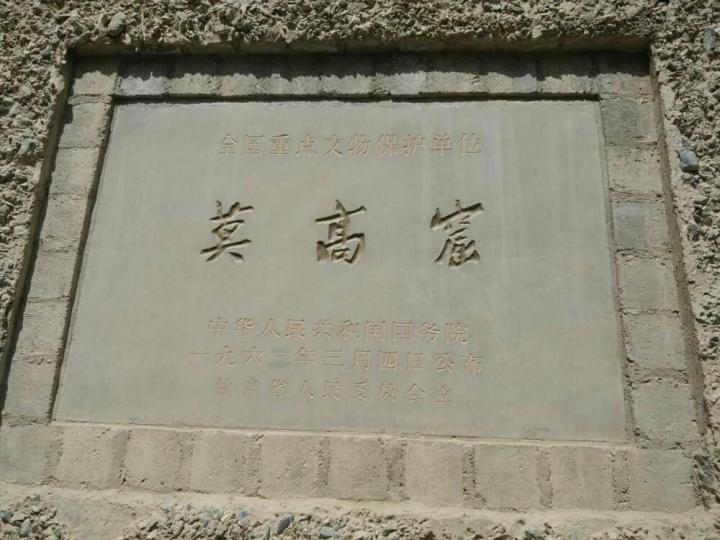 全国重点文物保护单位
莫高窟
中华人民共和国国务院
一九六一年三月四日公布
甘肃省人民委员会立